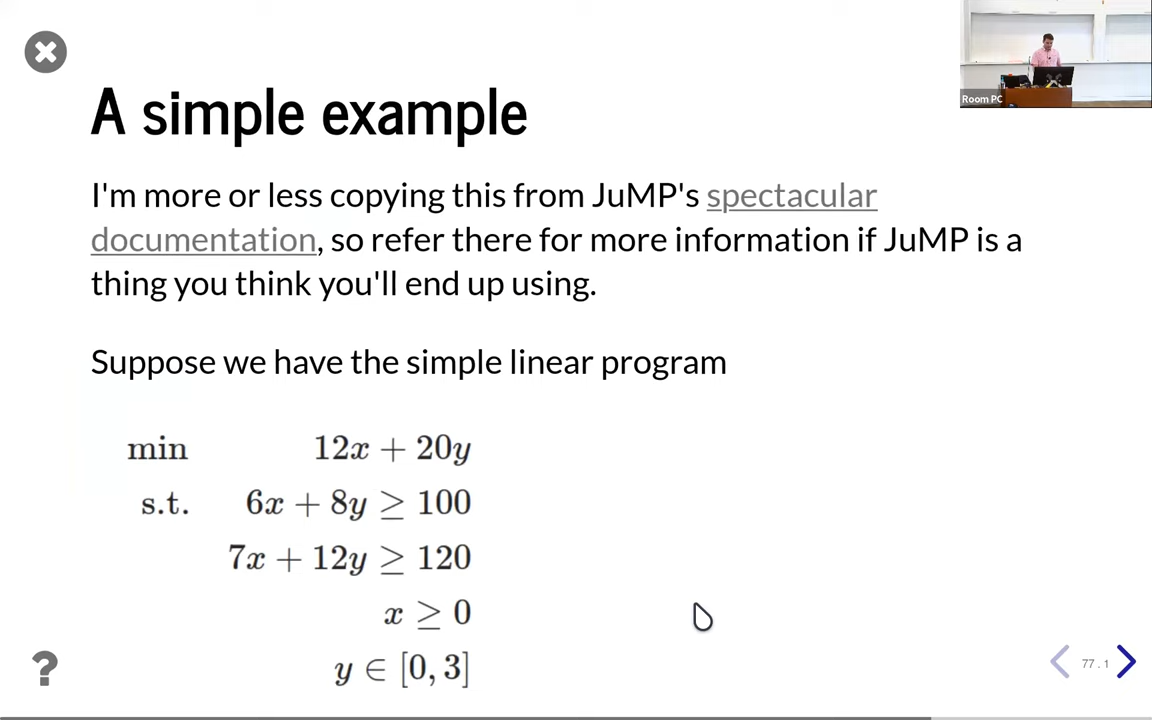 Room PC
A simple example
I'm more or less copying this from JuMP's spectacular
documentation, so refer there for more information if JuMP is a
thing you think you'll end up using.
Suppose we have the simple linear program
min 12x + 20y
s.t. 6x + 8y ≥ 100
7x + 12y ≥ 120
x ≥ 0
y ∈ [0, 3]
?
77 . 1